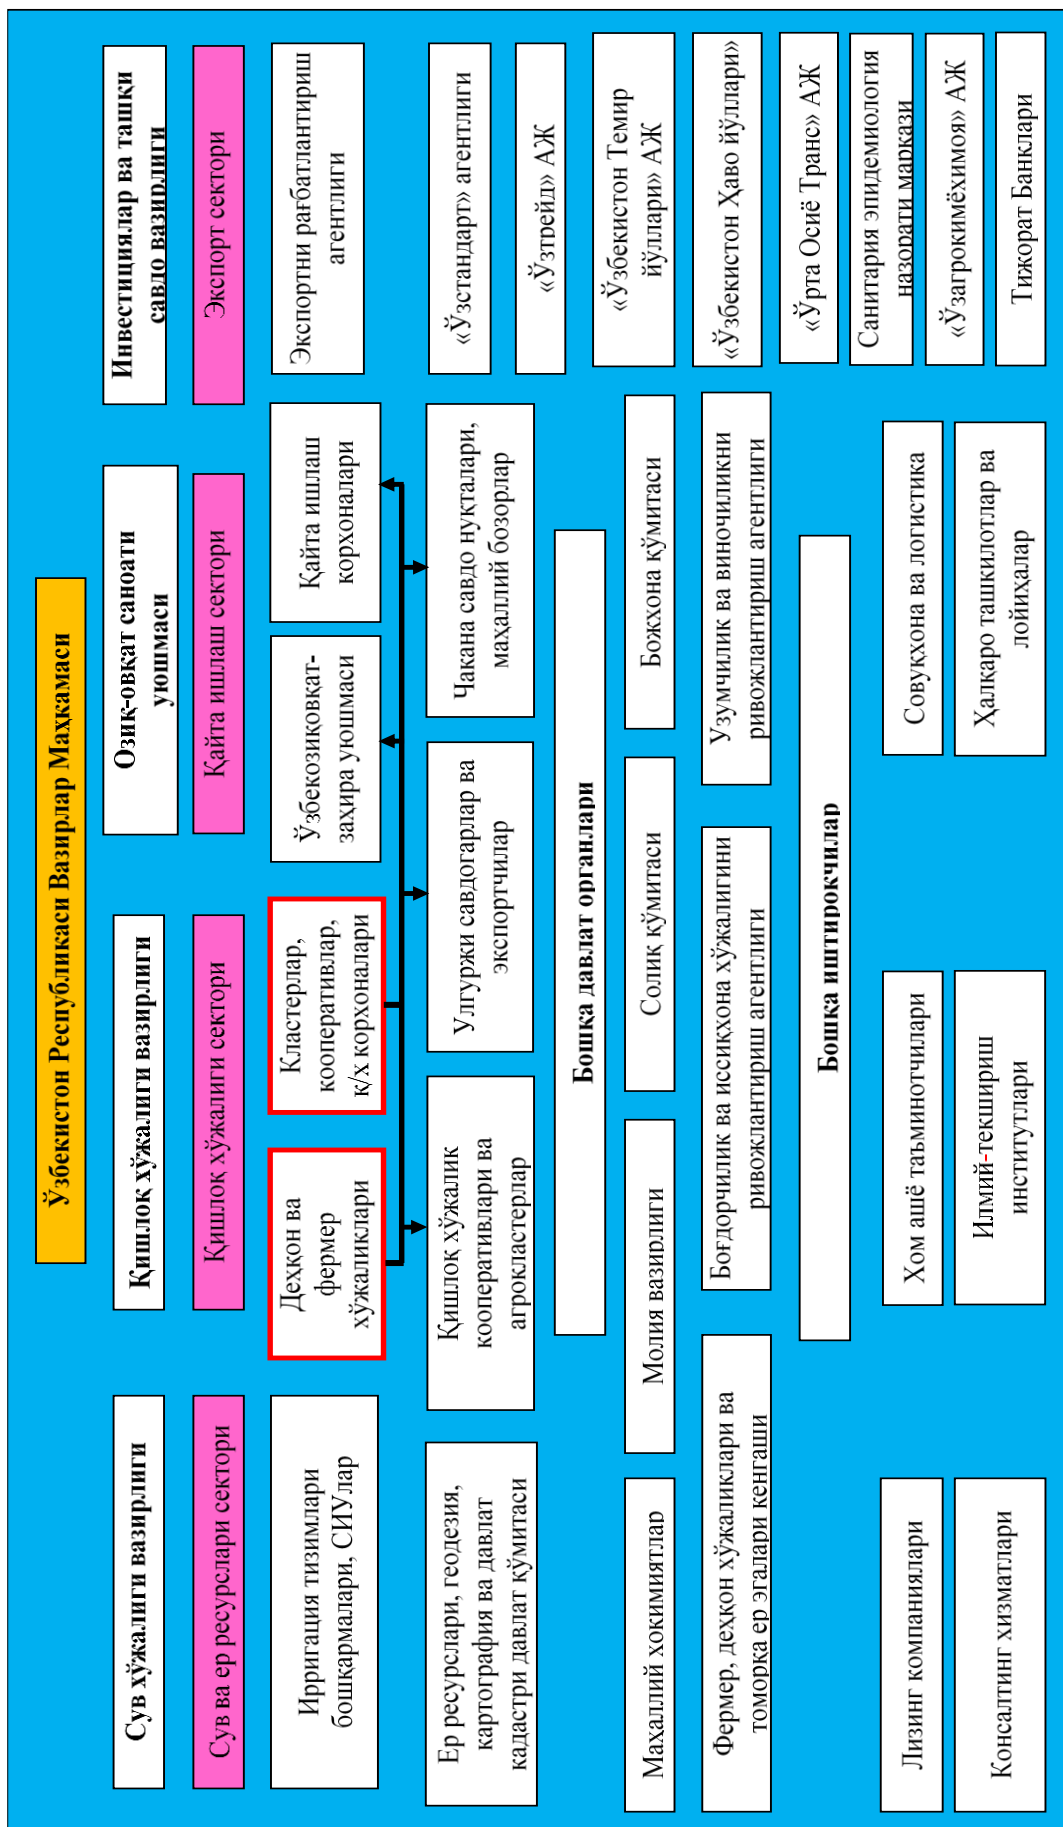 Ўзбекистон Республикаси Вазирлар Маҳкамаси
Сув хўжалиги вазирлиги
Қишлоқ хўжалиги вазирлиги
Озиқ-овқат саноати
уюшмаси
Инвестициялар ва ташқи
савдо вазирлиги
Сув ва ер ресурслари сектори
Қишлоқ хўжалиги сектори
Қайта ишлаш сектори
Экспорт сектори
Ирригация тизимлари
бошқармалари, СИУлар
Деҳқон ва
фермер
хўжаликлари
Кластерлар,
кооперативлар,
қ/х корхоналари
Ўзбекозиқовқат-
заҳира уюшмаси
Қайта ишлаш
корхоналари
Экспортни рағбатлантириш
агентлиги
Ер ресурслари, геодезия,
картография ва давлат
кадастри давлат қўмитаси
Қишлоқ хўжалик
кооперативлари ва
агрокластерлар
Улгуржи савдогарлар ва
экспортчилар
Чакана савдо нуқталари,
маҳаллий бозорлар
«Ўзстандарт» агентлиги
«Ўзтрейд» АЖ
Бошқа давлат органлари
«Ўзбекистон Темир
йўллари» АЖ
Махаллий хокимиятлар
Молия вазирлиги
Солиқ қўмитаси
Божхона қўмитаси
Фермер, деҳқон хўжаликлари ва
томорқа ер эгалари кенгаши
Боғдорчилик ва иссиқхона хўжалигини
ривожлантириш агентлиги
Узумчилик ва виночиликни
ривожлантириш агентлиги
«Ўзбекистон Ҳаво йўллари»
«Ўрта Осиё Транс» АЖ
Бошқа иштирокчилар
Санитария эпидемиология
назорати маркази
Лизинг компаниялари
Хом ашё таъминотчилари
Совуқхона ва логистика
«Ўзагрокимёҳимоя» АЖ
Консалтинг хизматлари
Илмий-текшириш
институтлари
Ҳалқаро ташкилотлар ва
лойиҳалар
Тижорат Банклари